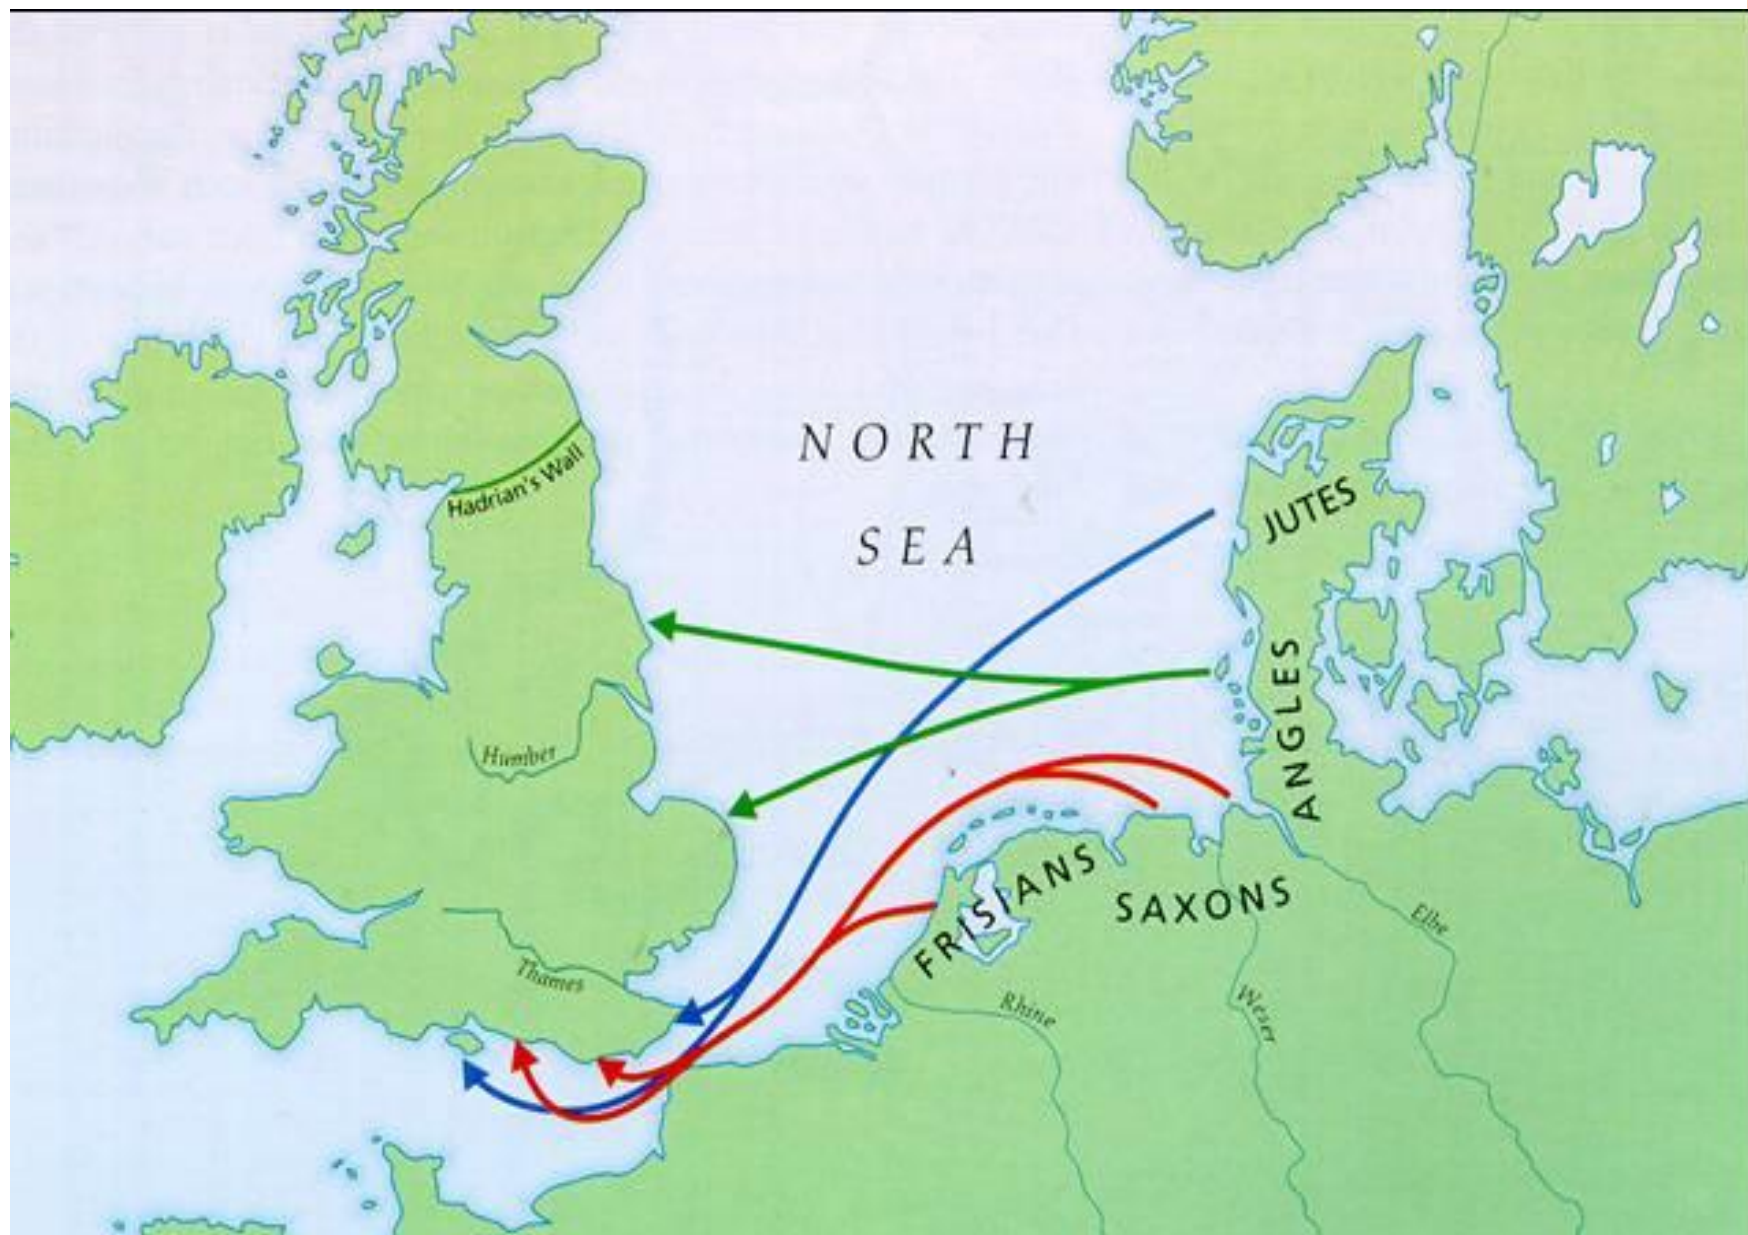 NORTH
SEA
Hadrian's Wall
JUTES
ANGLES
Humber
FRISIANS
SAXONS
Elbe
Thames
Rhine
Weser